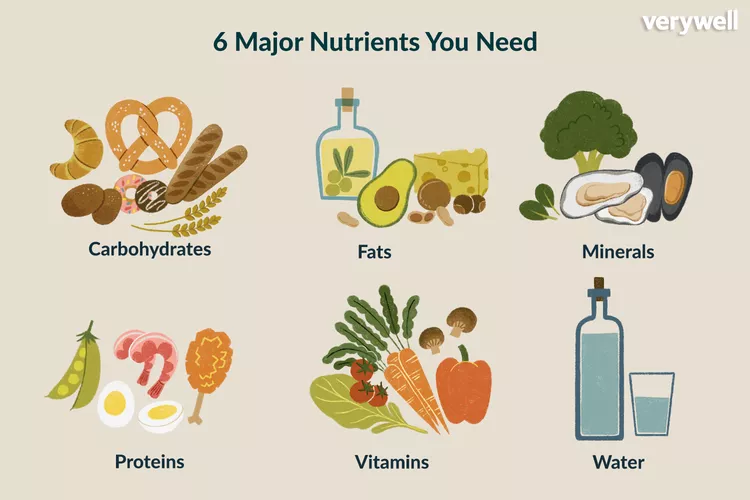 verywell
6 Major Nutrients You Need
Carbohydrates
Fats
Minerals
Proteins
Vitamins
Water